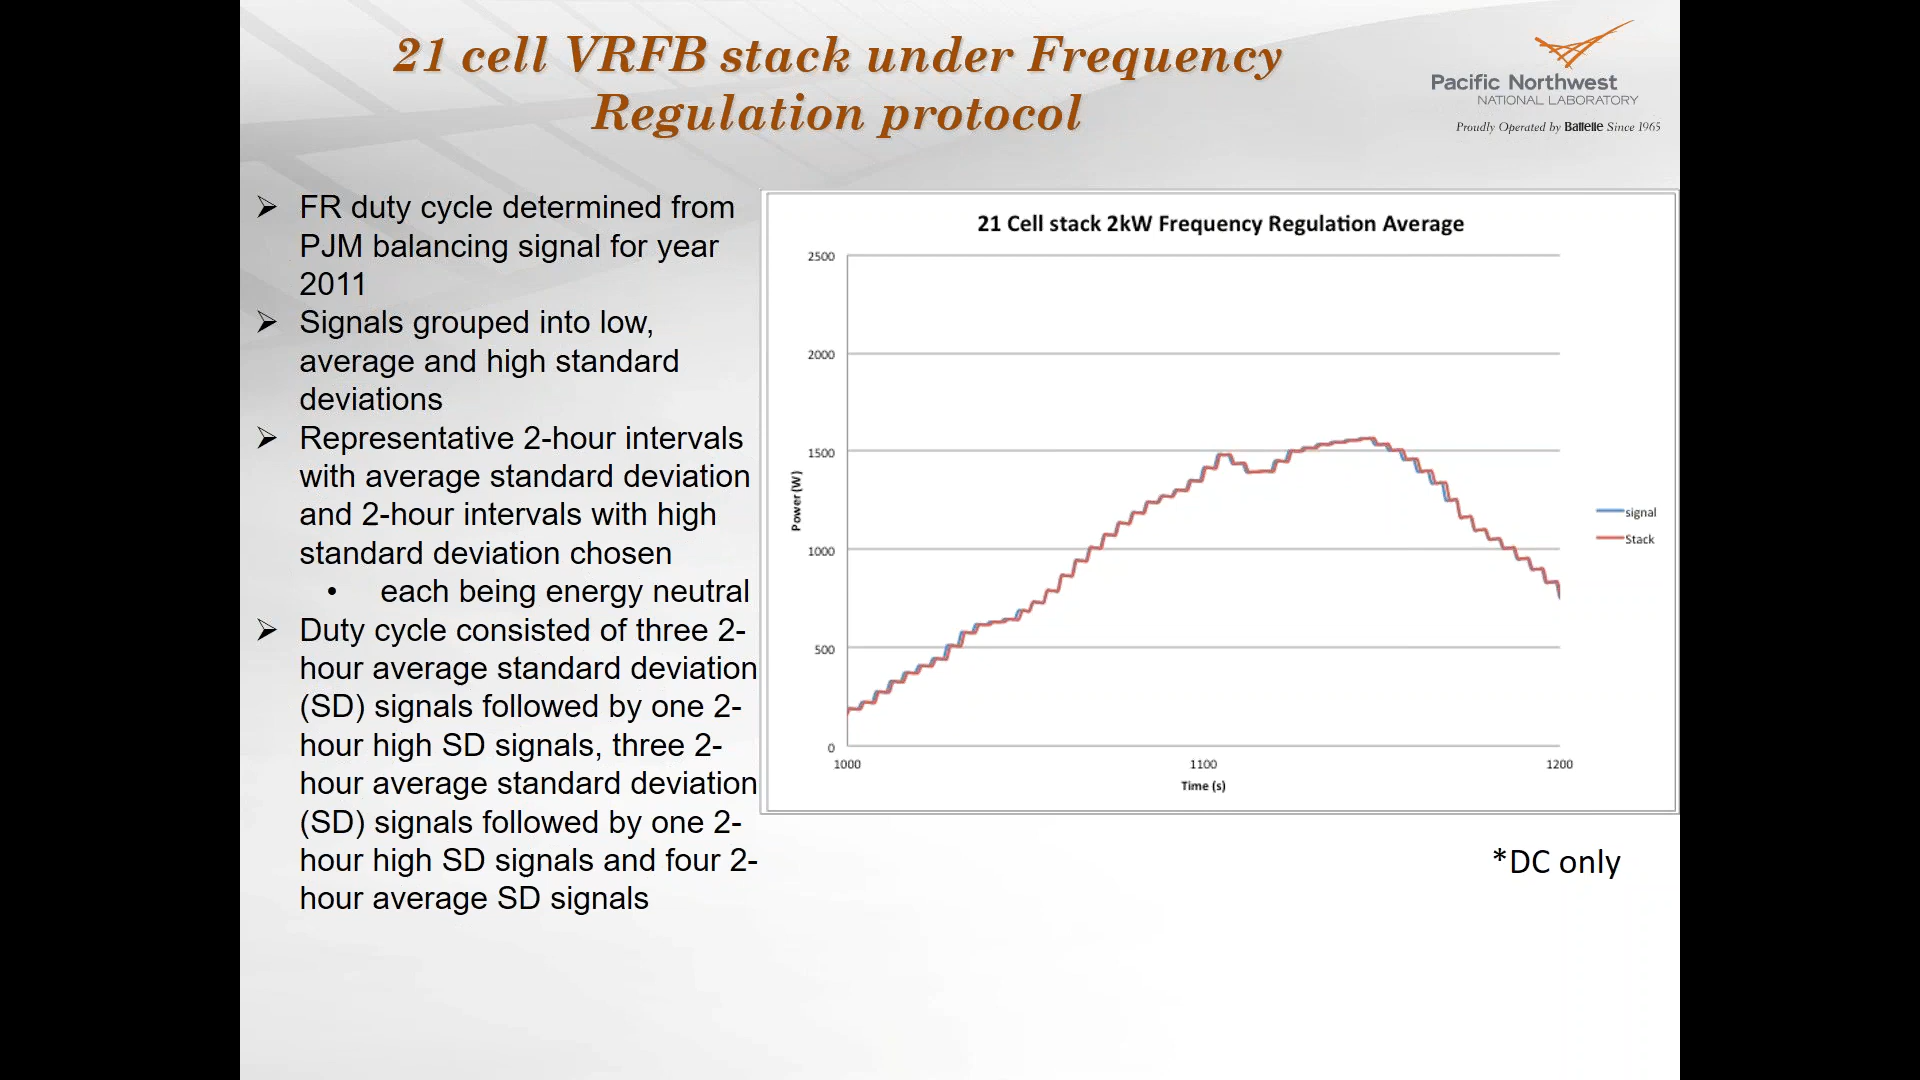 21 cell VRFB stack under Frequency
Regulation protocol
Pacific Northwest
NATIONAL LABORATORY
Proudly Operated by Battelle Since 1965
➢ FR duty cycle determined from
PJM balancing signal for year
2011
➢ Signals grouped into low,
average and high standard
deviations
➢ Representative 2-hour intervals
with average standard deviation
and 2-hour intervals with high
standard deviation chosen
• each being energy neutral
➢ Duty cycle consisted of three 2-
hour average standard deviation
(SD) signals followed by one 2-
hour high SD signals, three 2-
hour average standard deviation
(SD) signals followed by one 2-
hour high SD signals and four 2-
hour average SD signals
21 Cell stack 2kW Frequency Regulation Average
2500
2000
1500
1000
500
0
Power (W)
1000 1100 1200
Time (s)
signal
Stack
*DC only